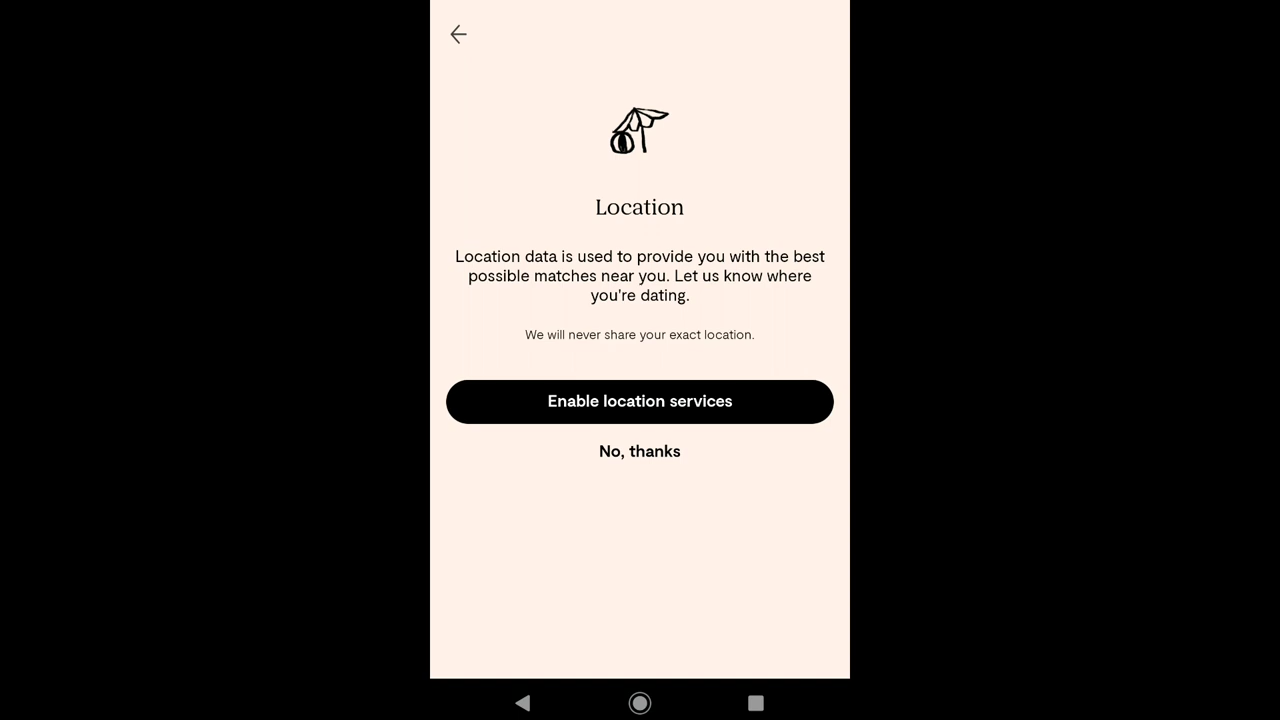 Location
Location data is used to provide you with the best
possible matches near you. Let us know where
you're dating.
We will never share your exact location.
Enable location services
No, thanks